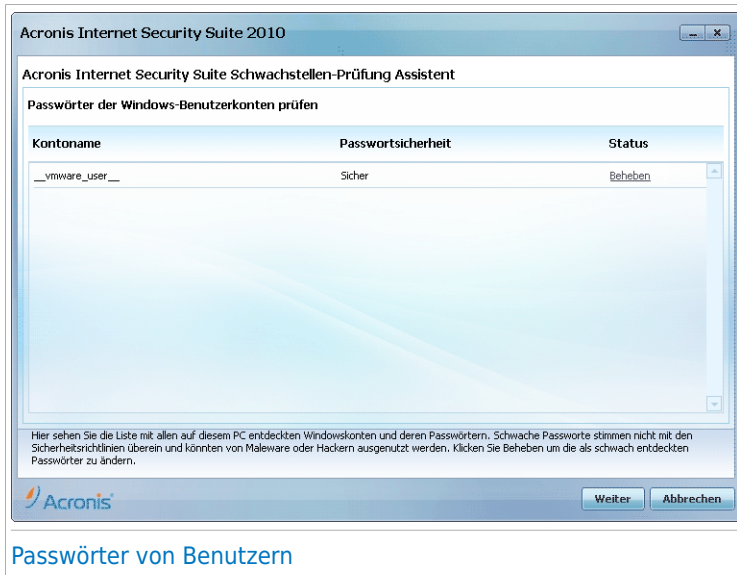 Acronis Internet Security Suite 2010
Acronis Internet Security Suite Schwachstellen-Prüfung Assistent
Passwörter der Windows-Benutzerkonten prüfen
Kontoname Passwortsicherheit Status
__vmware_user__ Sicher Beheben
Hier sehen Sie die Liste mit allen auf diesem PC entdeckten Windowskonten und deren Passwörtern. Schwache Passworte stimmen nicht mit den
Sicherheitsrichtlinien überein und könnten von Maleware oder Hackern ausgenutzt werden. Klicken Sie Beheben um die als schwach entdeckten
Passwörter zu ändern.
Acronis
Weiter Abbrechen
Passwörter von Benutzern